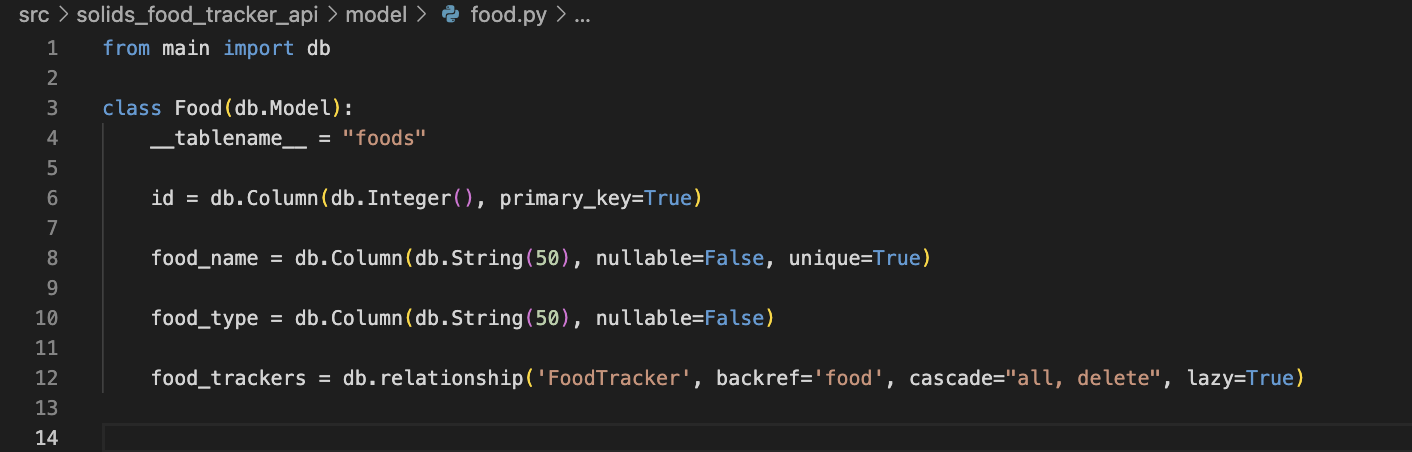 src > solids_food_tracker_api > model > food.py > ...
1 from main import db
2
3 class Food(db.Model):
4     __tablename__ = "foods"
5
6     id = db.Column(db.Integer(), primary_key=True)
7
8     food_name = db.Column(db.String(50), nullable=False, unique=True)
9
10     food_type = db.Column(db.String(50), nullable=False)
11
12     food_trackers = db.relationship('FoodTracker', backref='food', cascade="all, delete", lazy=True)
13
14